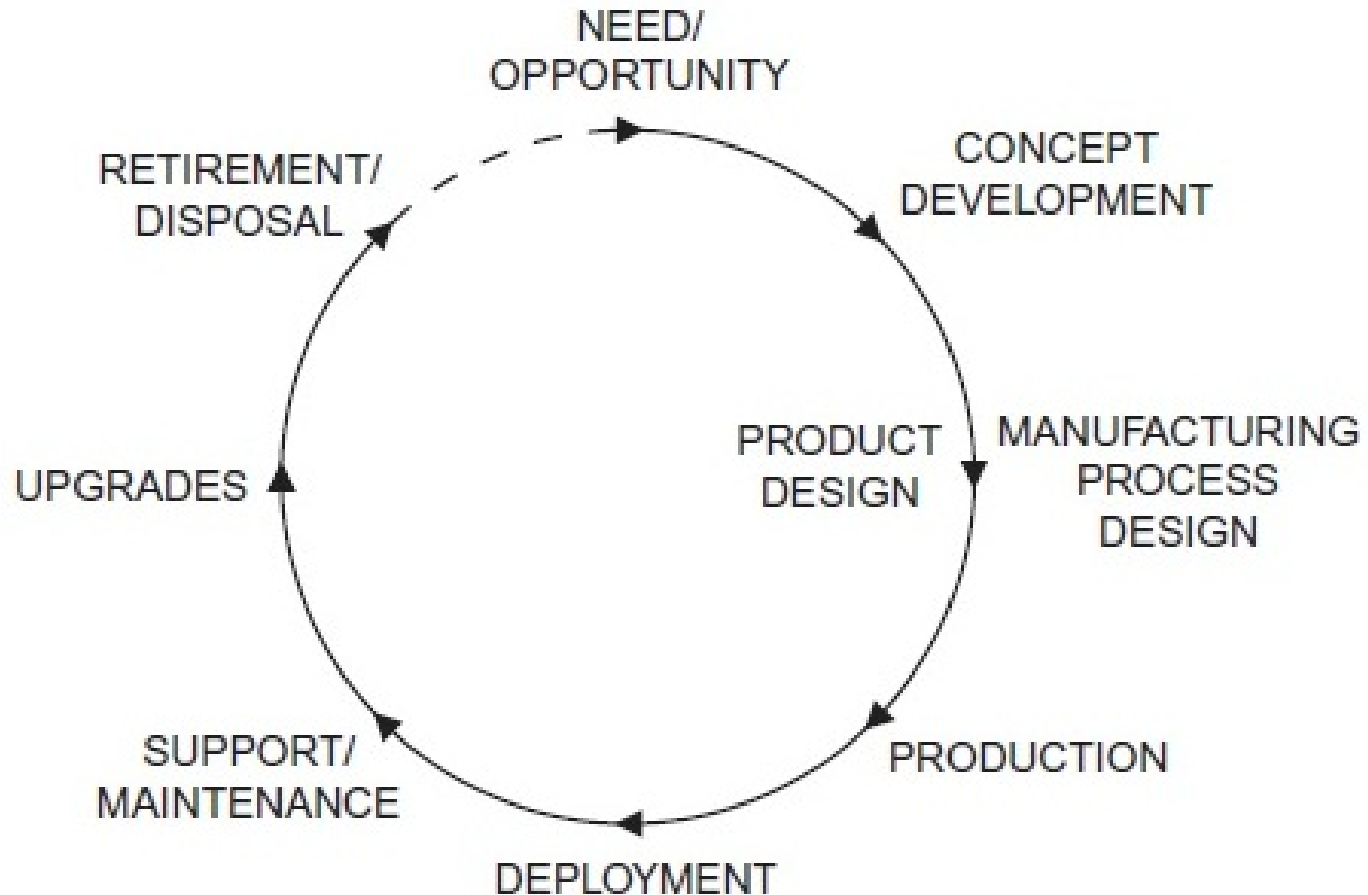 NEED/
OPPORTUNITY
CONCEPT
DEVELOPMENT
PRODUCT
DESIGN
MANUFACTURING
PROCESS
DESIGN
PRODUCTION
DEPLOYMENT
SUPPORT/
MAINTENANCE
UPGRADES
RETIREMENT/
DISPOSAL